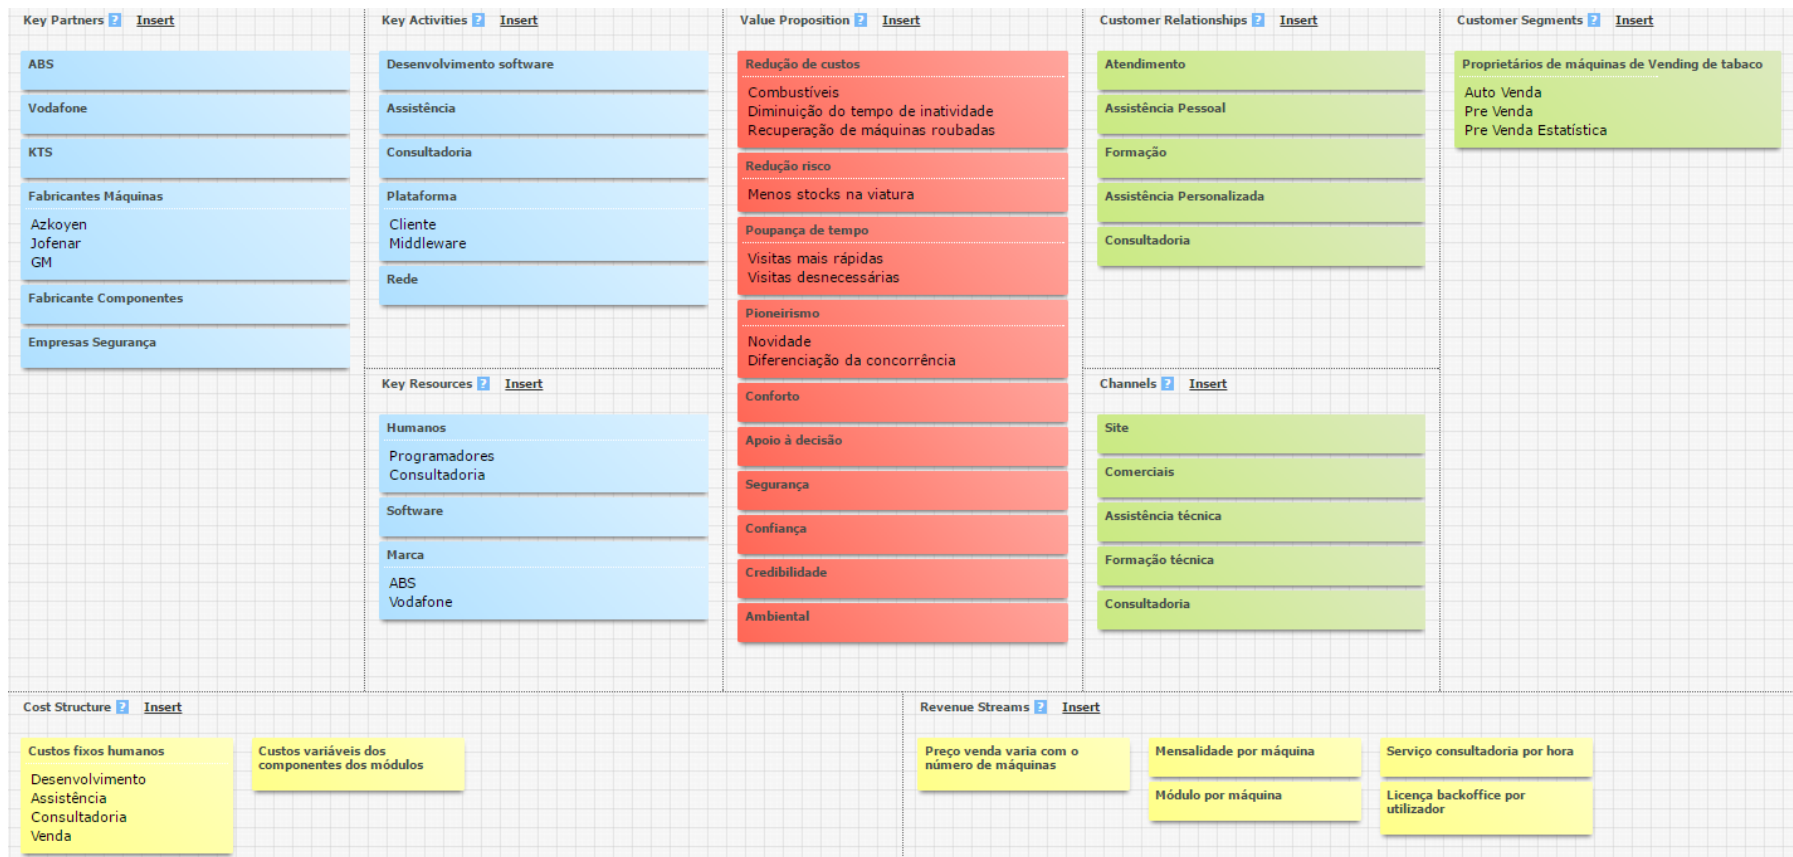 Key Partners ? Insert
ABS
Vodafone
KTS
Fabricantes Máquinas
Azkoyen
Jofenar
GM
Fabricante Componentes
Empresas Segurança
Key Activities ? Insert
Desenvolvimento software
Assistência
Consultadoria
Plataforma
Cliente
Middleware
Rede
Key Resources ? Insert
Humanos
Programadores
Consultadoria
Software
Marca
ABS
Vodafone
Value Proposition ? Insert
Redução de custos
Combustíveis
Diminuição do tempo de inatividade
Recuperação de máquinas roubadas
Redução risco
Menos stocks na viatura
Poupança de tempo
Visitas mais rápidas
Visitas desnecessárias
Pioneirismo
Novidade
Diferenciação da concorrência
Conforto
Apoio à decisão
Segurança
Confiança
Credibilidade
Ambiental
Customer Relationships ? Insert
Atendimento
Assistência Pessoal
Formação
Assistência Personalizada
Consultadoria
Channels ? Insert
Site
Comerciais
Assistência técnica
Formação técnica
Consultadoria
Customer Segments ? Insert
Proprietários de máquinas de Vending de tabaco
Auto Venda
Pre Venda
Pre Venda Estatística
Cost Structure ? Insert
Custos fixos humanos
Desenvolvimento
Assistência
Consultadoria
Venda
Custos variáveis dos
componentes dos módulos
Revenue Streams ? Insert
Preço venda varia com o
número de máquinas
Mensalidade por máquina
Módulo por máquina
Serviço consultadoria por hora
Licença backoffice por
utilizador